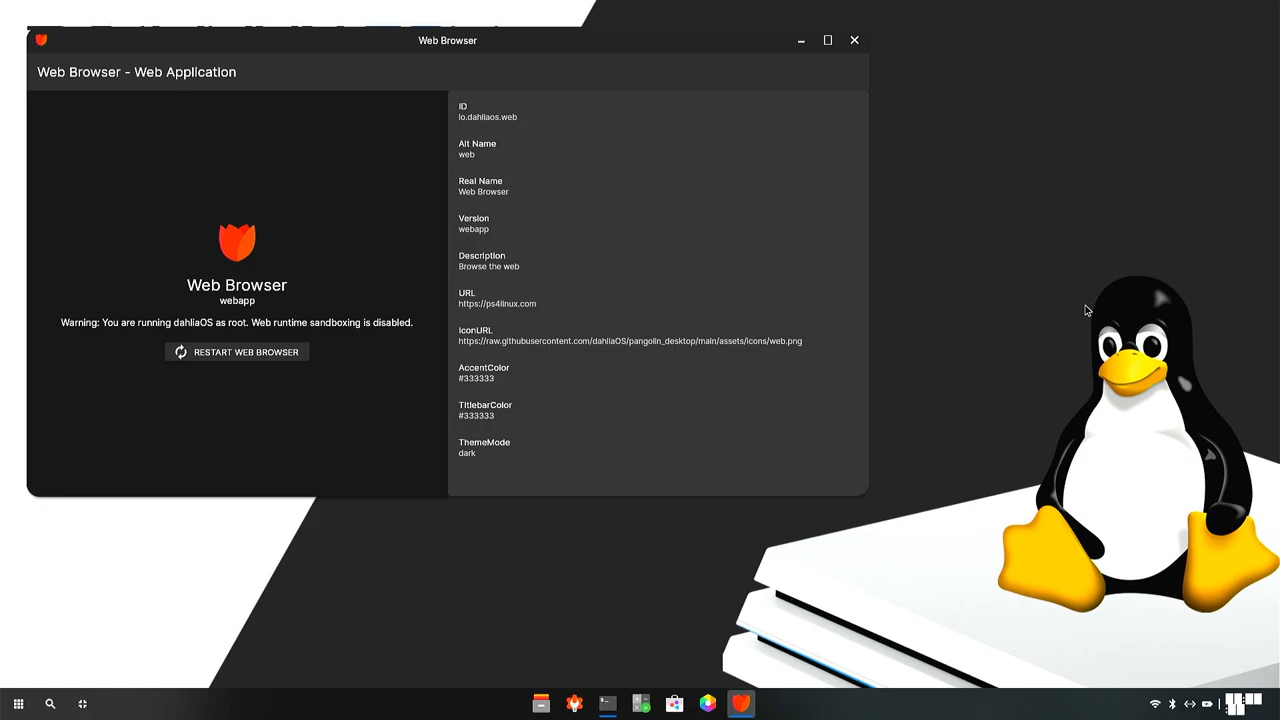 Web Browser
Web Browser - Web Application
ID
io.dahliaos.web
Alt Name
web
Real Name
Web Browser
Version
webapp
Description
Browse the web
URL
https://ps4linux.com
IconURL
https://raw.githubusercontent.com/dahliaOS/pangolin_desktop/main/assets/icons/web.png
AccentColor
#333333
TitlebarColor
#333333
ThemeMode
dark
Web Browser
webapp
Warning: You are running dahliaOS as root. Web runtime sandboxing is disabled.
RESTART WEB BROWSER